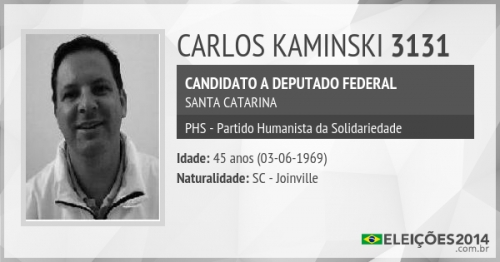 CARLOS KAMINSKI 3131
CANDIDATO A DEPUTADO FEDERAL
SANTA CATARINA
PHS - Partido Humanista da Solidariedade
Idade: 45 anos (03-06-1969)
Naturalidade: SC - Joinville
ELEIÇÕES2014
.com.br